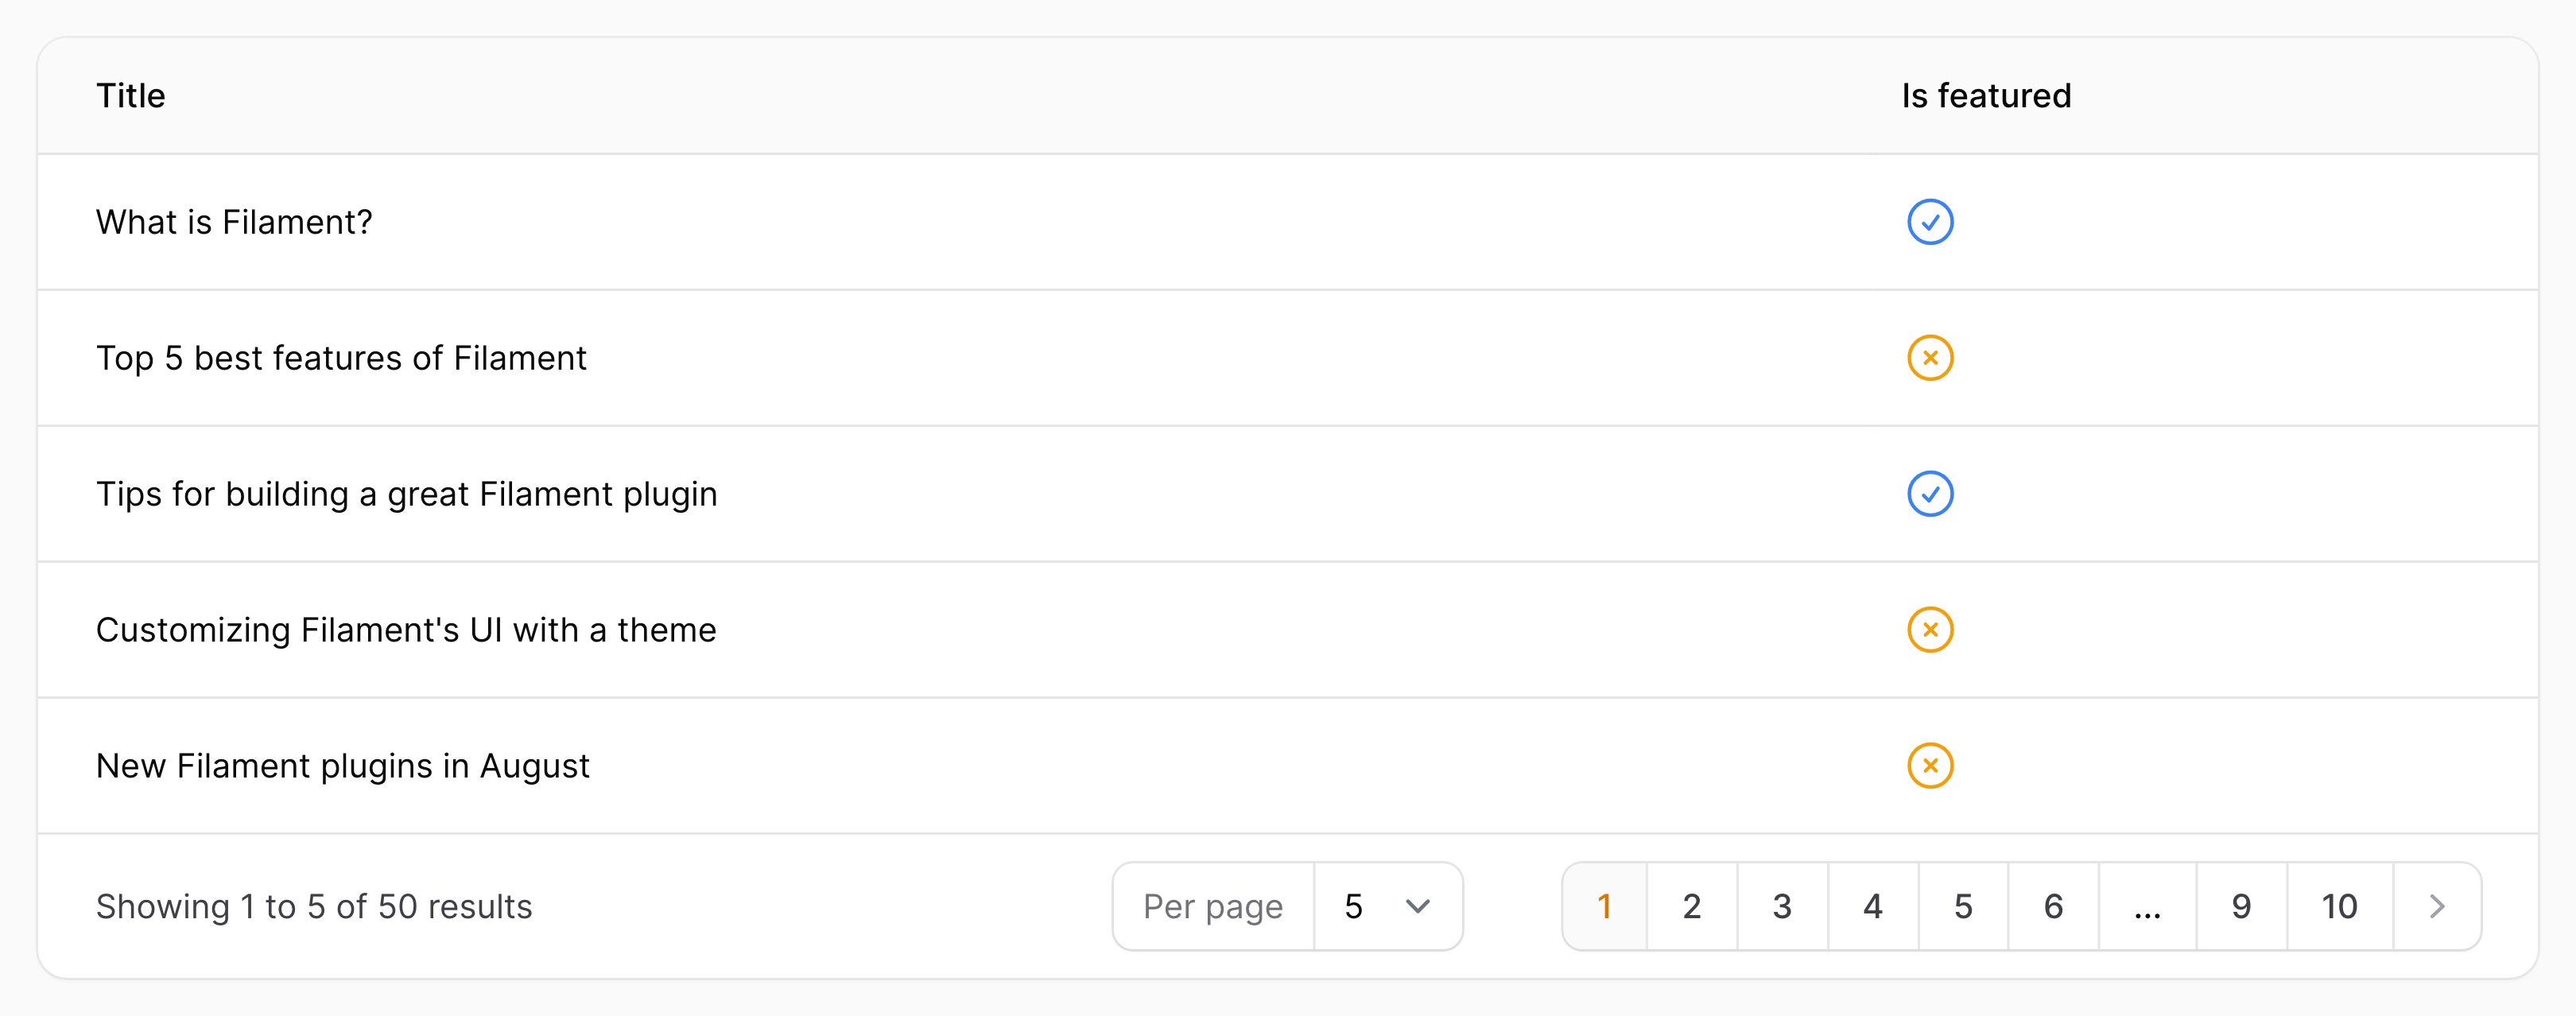 Title Is featured
What is Filament?
Top 5 best features of Filament
Tips for building a great Filament plugin
Customizing Filament's UI with a theme
New Filament plugins in August
Showing 1 to 5 of 50 results Per page 5 1 2 3 4 5 6 ... 9 10